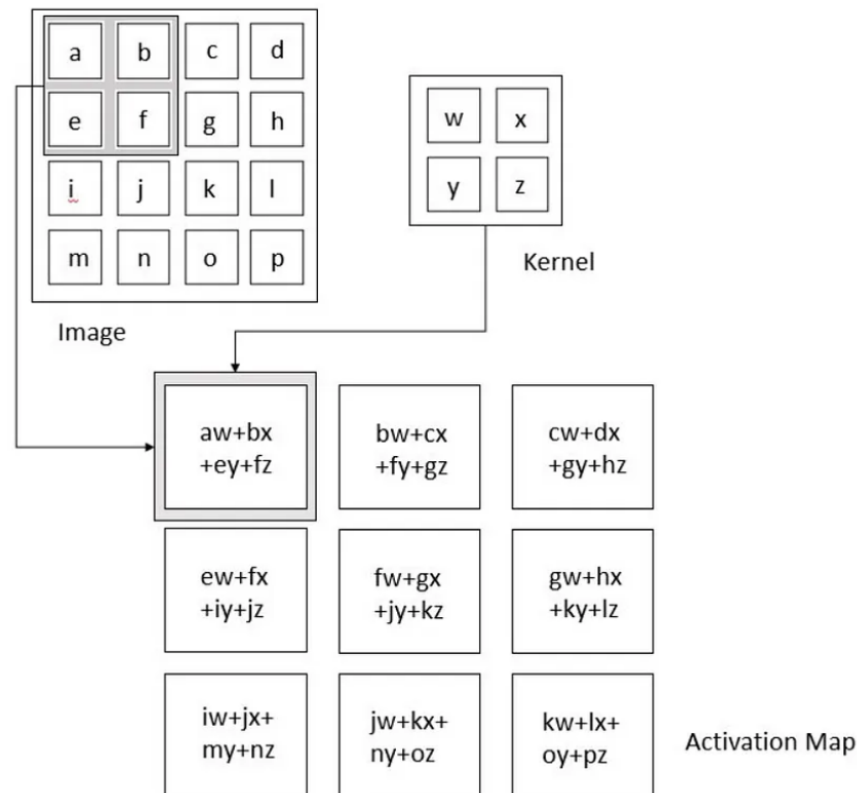 a b c d
e f g h
i j k l
m n o p
Image
w x
y z
Kernel
aw+bx
+ey+fz
bw+cx
+fy+gz
cw+dx
+gy+hz
ew+fx
+iy+jz
fw+gx
+jy+kz
gw+hx
+ky+lz
iw+jx+
my+nz
jw+kx+
ny+oz
kw+lx+
oy+pz
Activation Map